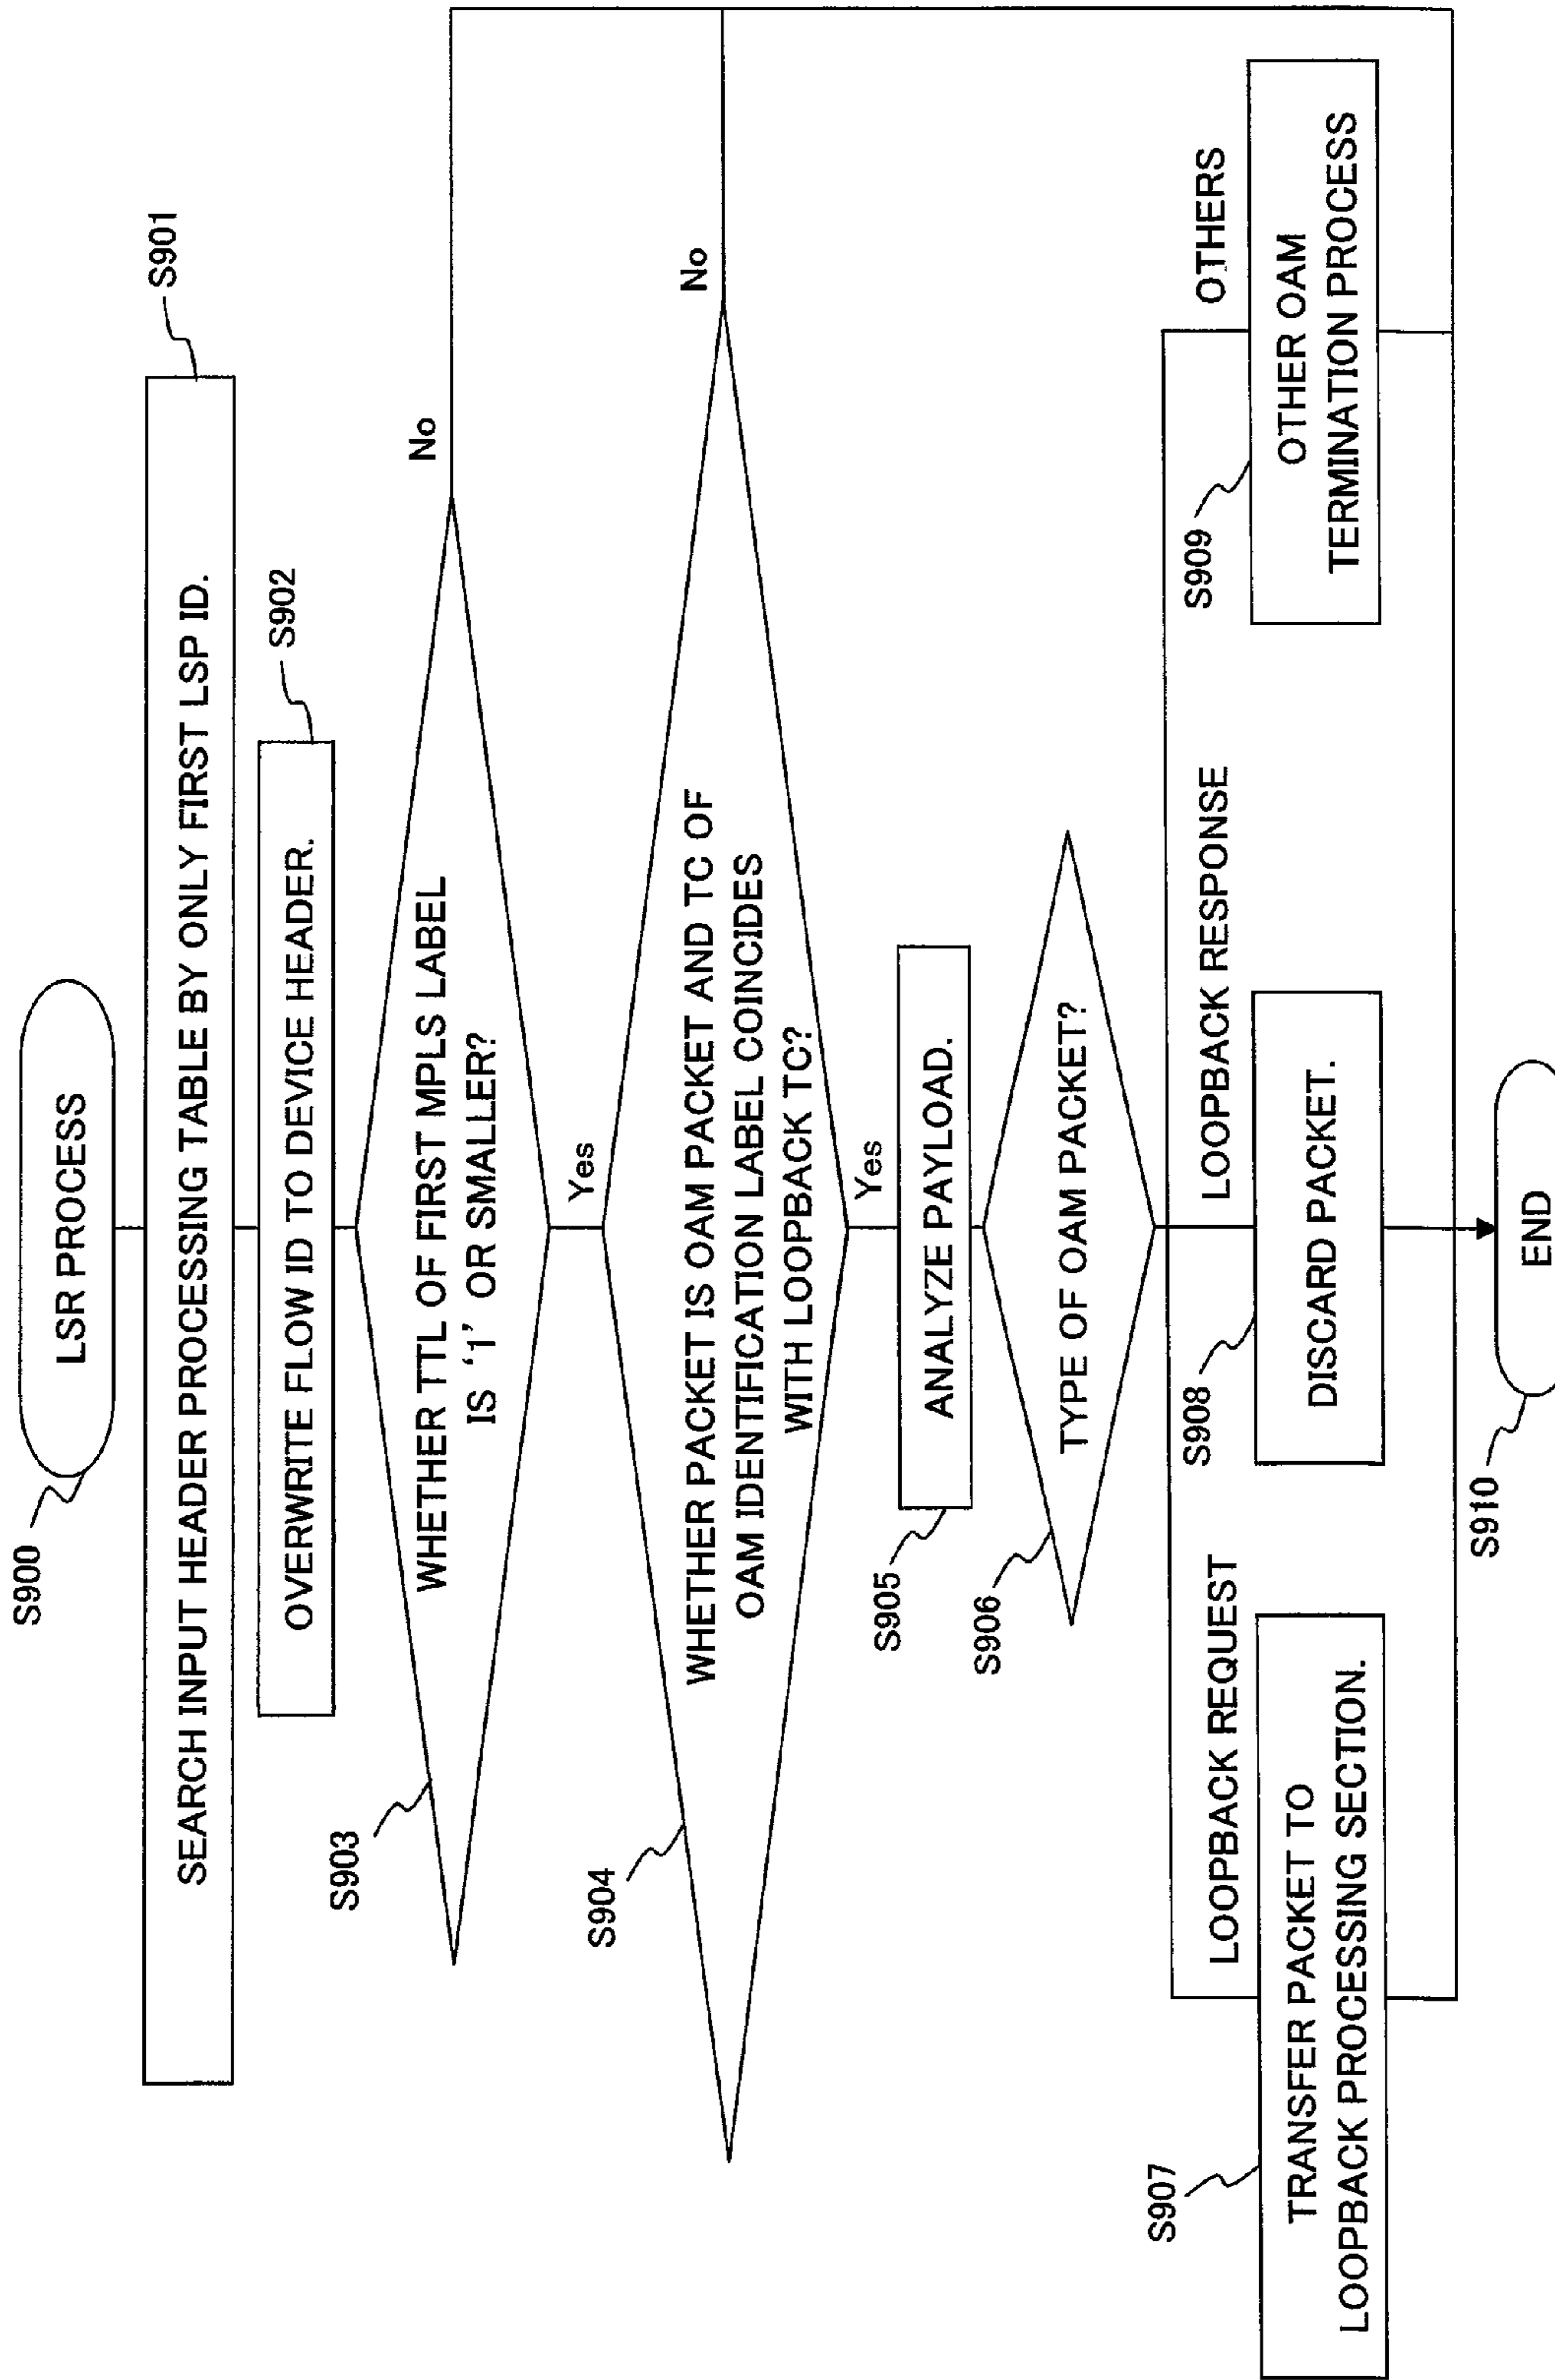 S900
LSR PROCESS
S901
SEARCH INPUT HEADER PROCESSING TABLE BY ONLY FIRST LSP ID.
S902
OVERWRITE FLOW ID TO DEVICE HEADER.
S903
WHETHER TTL OF FIRST MPLS LABEL
IS ‘1’ OR SMALLER?
No
Yes
S904
WHETHER PACKET IS OAM PACKET AND TC OF
OAM IDENTIFICATION LABEL COINCIDES
WITH LOOPBACK TC?
No
Yes
S905
ANALYZE PAYLOAD.
S906
TYPE OF OAM PACKET?
LOOPBACK REQUEST
LOOPBACK RESPONSE
OTHERS
S907
TRANSFER PACKET TO
LOOPBACK PROCESSING SECTION.
S908
DISCARD PACKET.
S909
OTHER OAM
TERMINATION PROCESS
S910
END